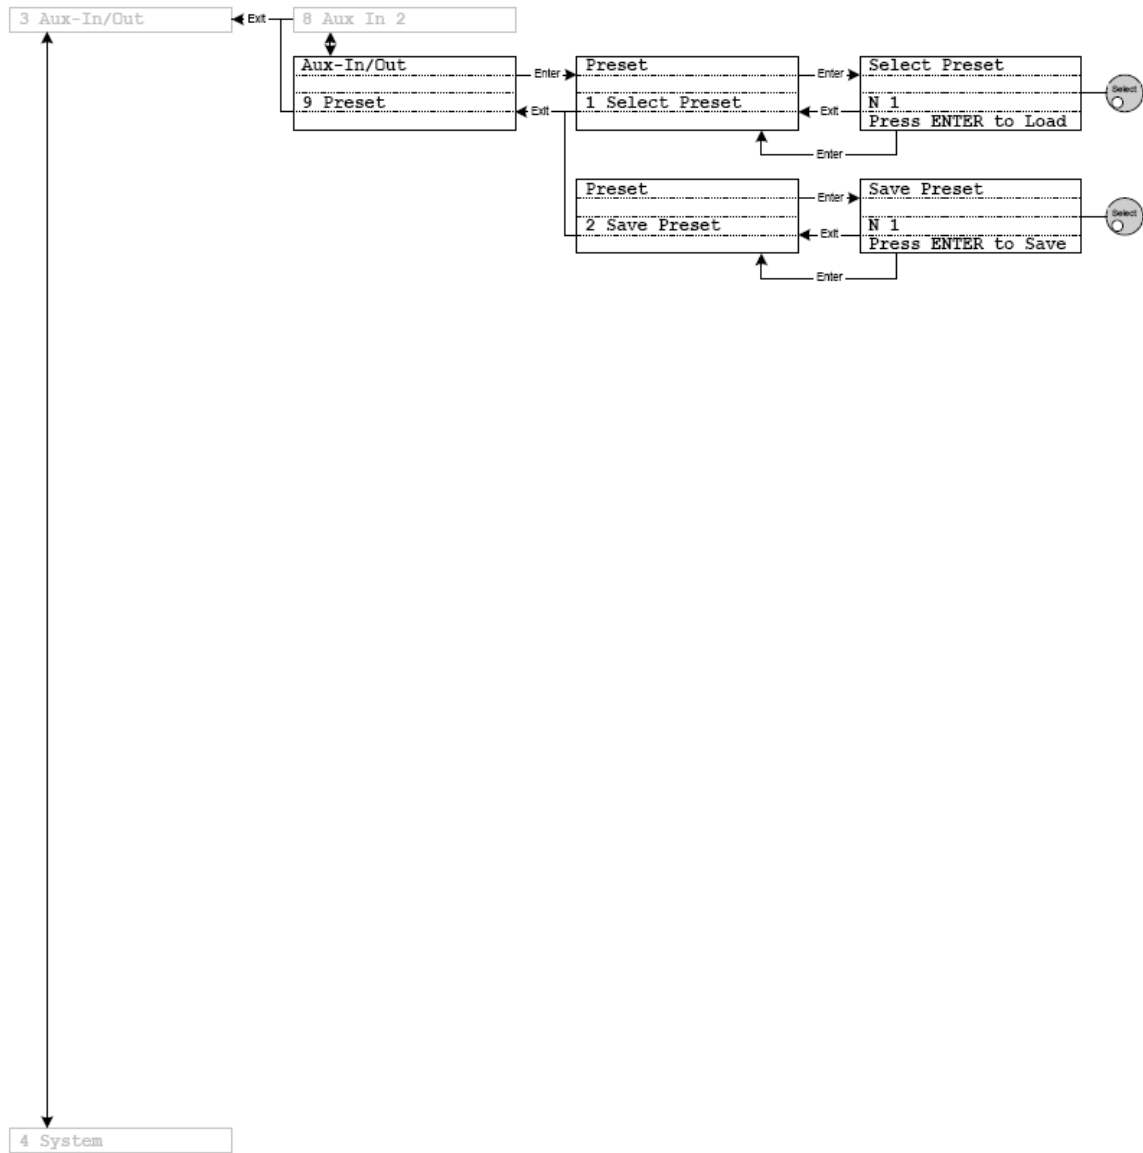 3 Aux-In/Out
Exit
8 Aux In 2
Aux-In/Out
9 Preset
Enter
Exit
Preset
1 Select Preset
Enter
Exit
Select Preset
N 1
Press ENTER to Load
Select
Enter
Preset
2 Save Preset
Enter
Exit
Save Preset
N 1
Press ENTER to Save
Select
Enter
4 System